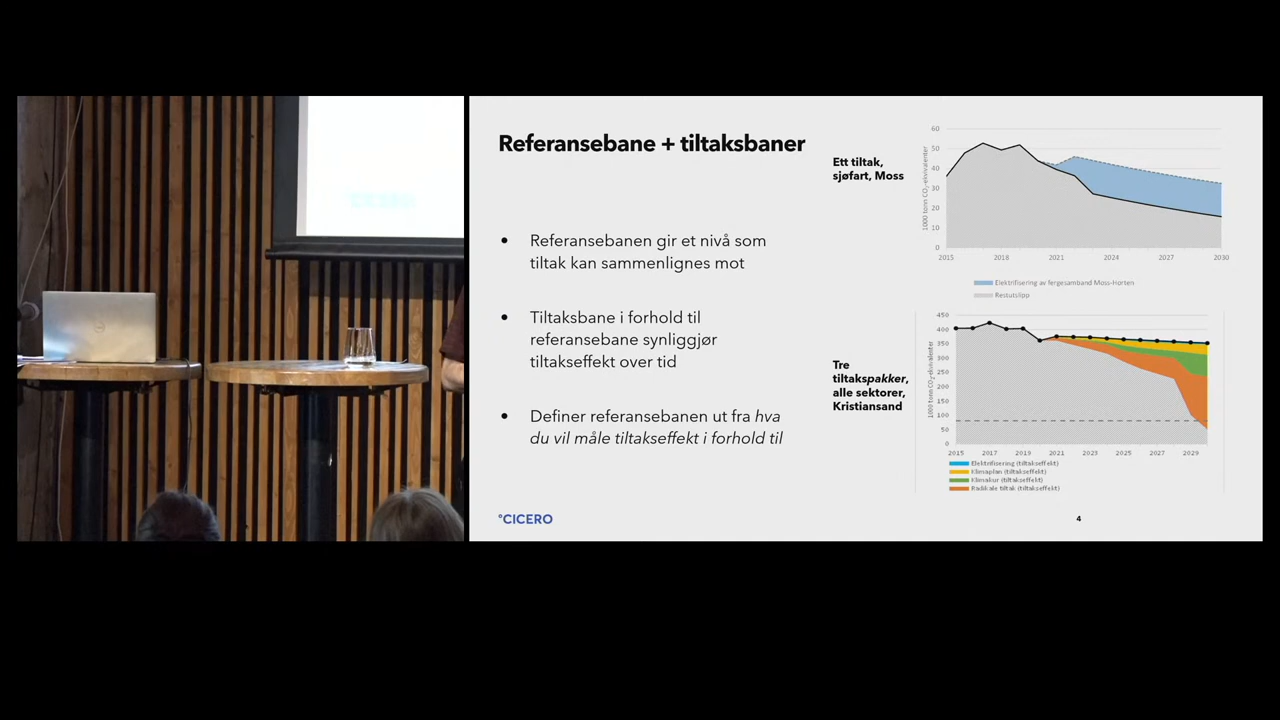 Referansebane + tiltaksbaner
Referansebanen gir et nivå som
tiltak kan sammenlignes mot
Tiltaksbane i forhold til
referasebane synliggjør
tiltakseffekt over tid
Definer referansebanen ut fra hva
du vil måle tiltakseffekt i forhold til
°CICERO
Ett tiltak,
sjøfart, Moss
1000 tonn CO2-ekvivalenter
60
50
40
30
20
10
0
2015 2018 2021 2024 2027 2030
Elektrifisering av fergesamband Moss-Horten
Restutslipp
Tre
tiltakspakker,
alle sektorer,
Kristiansand
1000 tonn CO2-ekvivalenter
450
400
350
300
250
200
150
100
50
0
2015 2017 2019 2021 2023 2025 2027 2029
Elektrifisering (tiltakseffekt)
Klimaplan (tiltakseffekt)
Klimakur (tiltakseffekt)
Radikale tiltak (tiltakseffekt)
4